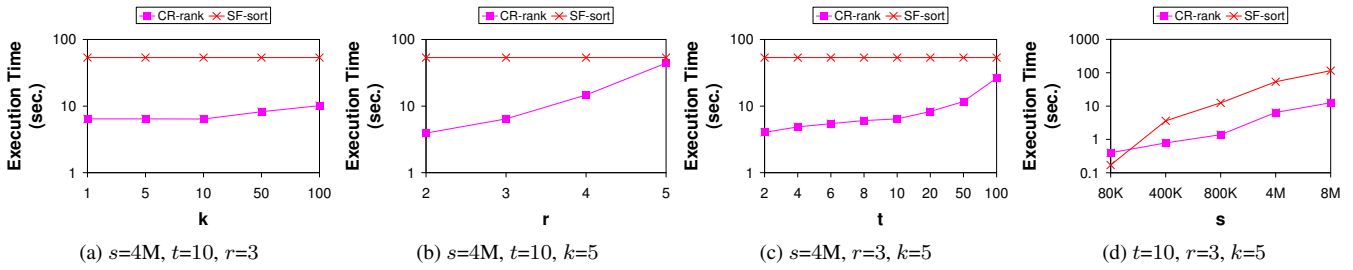 CR-rank SF-sort
Execution Time
(sec.)
100
10
1
1 5 10 50 100
k
(a) s=4M, t=10, r=3
CR-rank SF-sort
Execution Time
(sec.)
100
10
1
2 3 4 5
r
(b) s=4M, t=10, k=5
CR-rank SF-sort
Execution Time
(sec.)
100
10
1
2 4 6 8 10 20 50 100
t
(c) s=4M, r=3, k=5
CR-rank SF-sort
Execution Time
(sec.)
1000
100
10
1
0.1
80K 400K 800K 4M 8M
s
(d) t=10, r=3, k=5